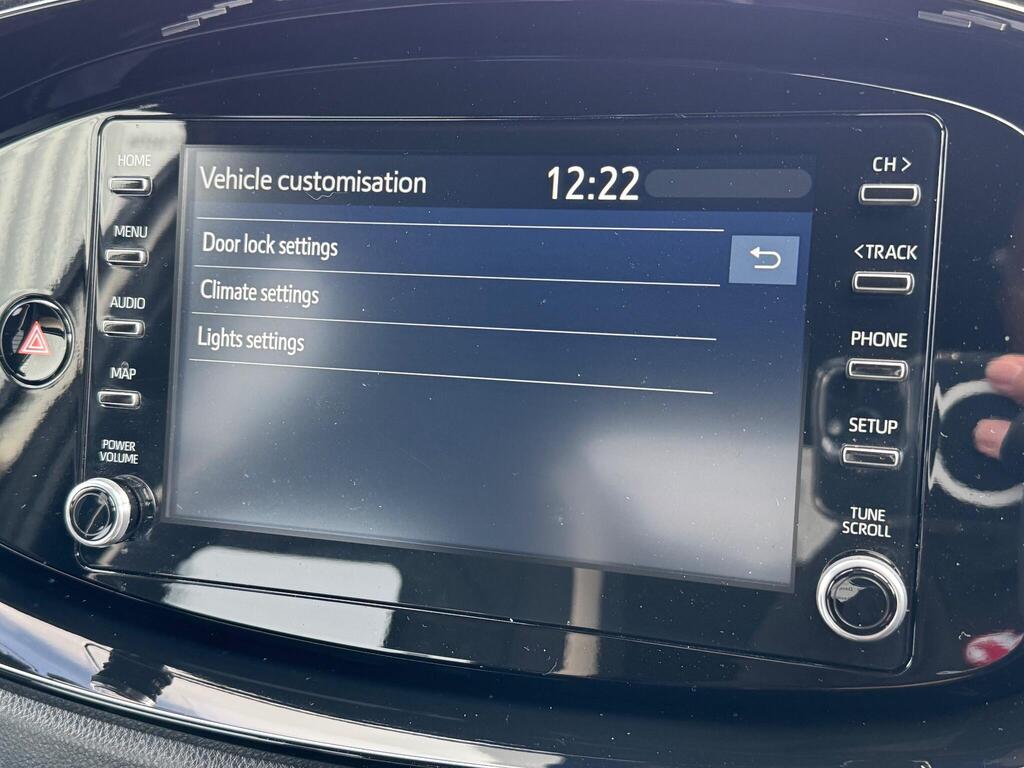 HOME
MENU
AUDIO
MAP
POWER
VOLUME
Vehicle customisation 12:22
Door lock settings
Climate settings
Lights settings
CH >
< TRACK
PHONE
SETUP
TUNE
SCROLL